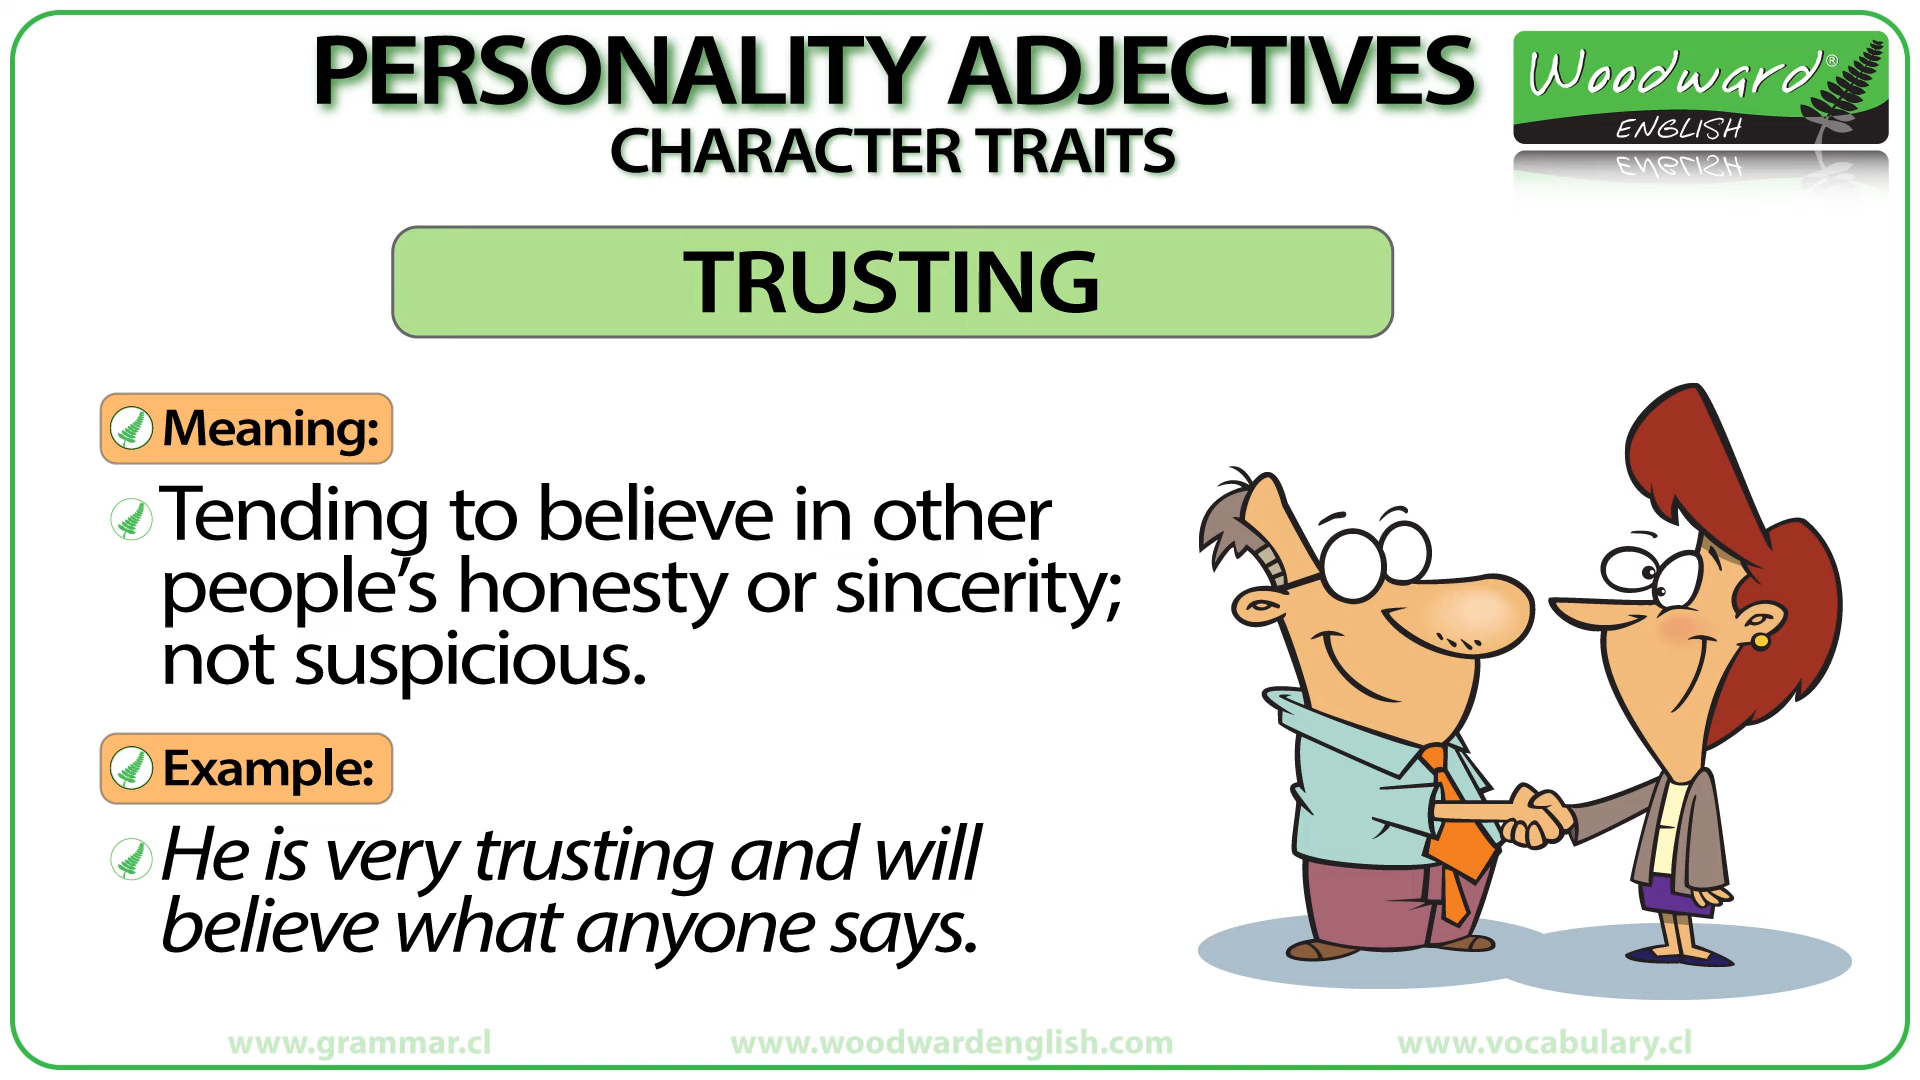 PERSONALITY ADJECTIVES
CHARACTER TRAITS
Woodward®
ENGLISH
TRUSTING
Meaning:
Tending to believe in other
people’s honesty or sincerity;
not suspicious.
Example:
He is very trusting and will
believe what anyone says.
www.grammar.cl
www.woodwardenglish.com
www.vocabulary.cl